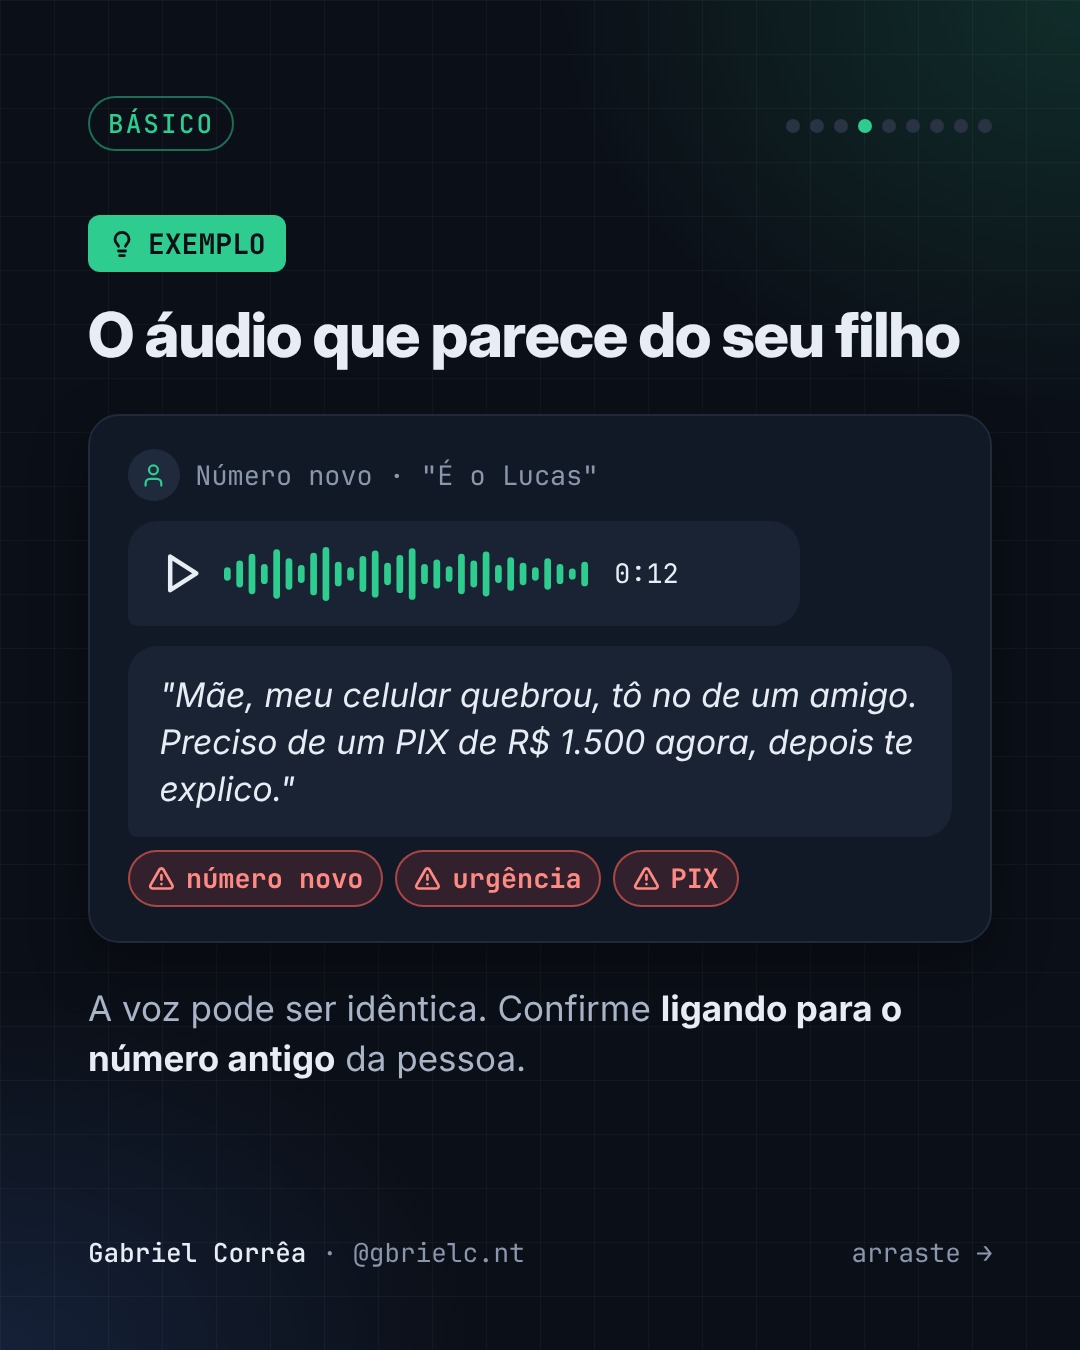 BÁSICO
EXEMPLO
O áudio que parece do seu filho
Número novo · "É o Lucas"
0:12
"Mãe, meu celular quebrou, tô no de um amigo.
Preciso de um PIX de R$ 1.500 agora, depois te
explico."
número novo urgência PIX
A voz pode ser idêntica. Confirme ligando para o
número antigo da pessoa.
Gabriel Corrêa · @gbrielc.nt arraste →